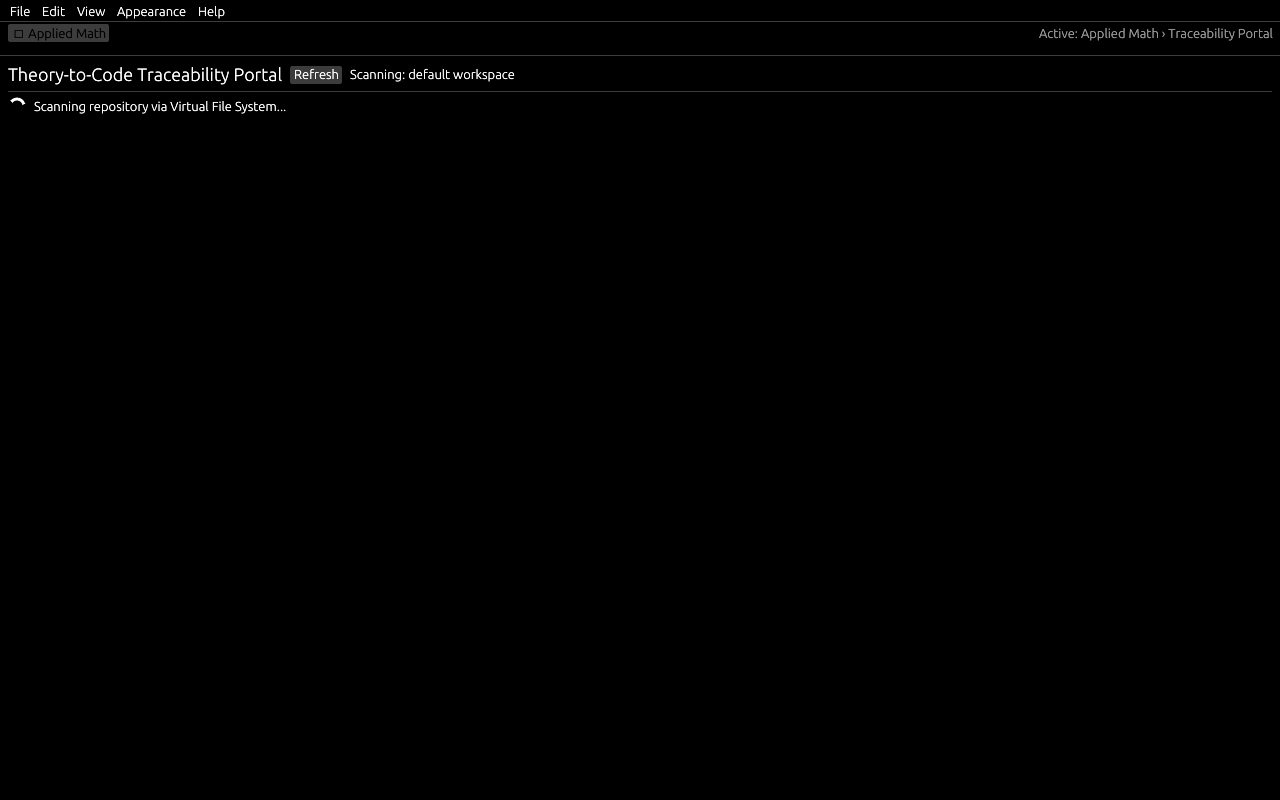 File Edit View Appearance Help
Applied Math
Active: Applied Math › Traceability Portal
Theory-to-Code Traceability Portal Refresh Scanning: default workspace
Scanning repository via Virtual File System...